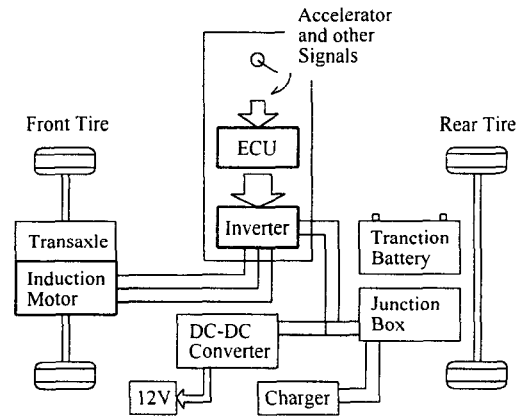 Accelerator
and other
Signals
Front Tire
Rear Tire
ECU
Inverter
Transaxle
Induction
Motor
Tranction
Battery
Junction
Box
DC-DC
Converter
12V
Charger